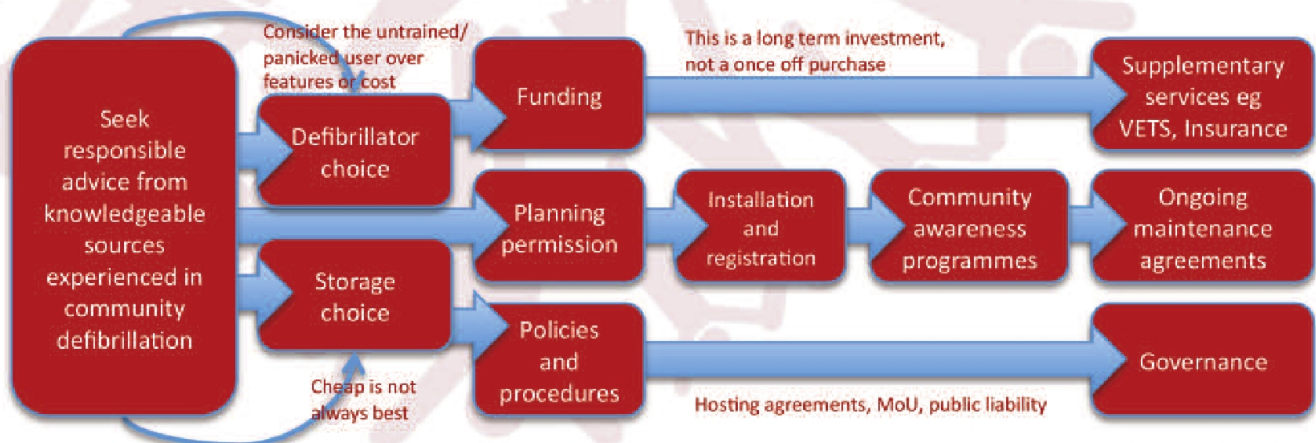 Seek
responsible
advice from
knowledgeable
sources
experienced in
community
defibrillation
Consider the untrained/
panicked user over
features or cost
Defibrillator
choice
Storage
choice
Cheap is not
always best
Funding
This is a long term investment,
not a once off purchase
Supplementary
services eg
VETS, Insurance
Planning
permission
Installation
and
registration
Community
awareness
programmes
Ongoing
maintenance
agreements
Policies
and
procedures
Hosting agreements, MoU, public liability
Governance